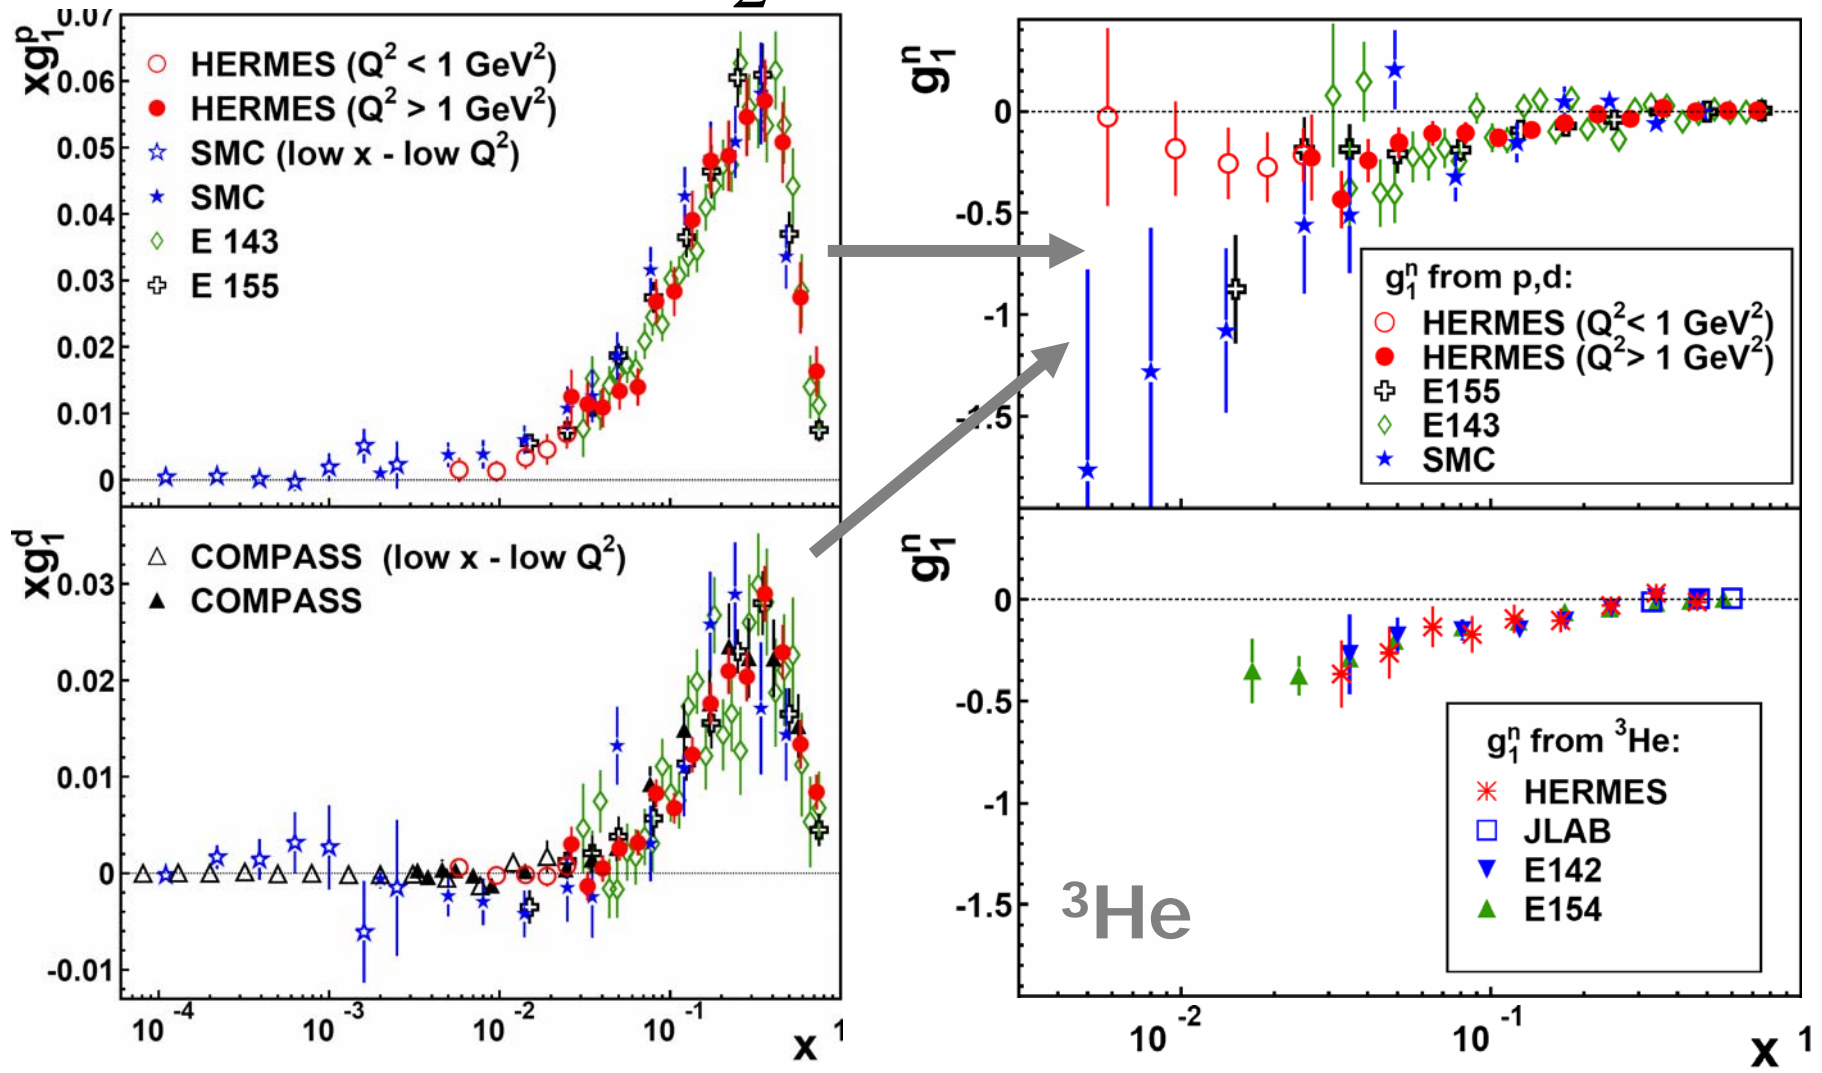 2
xg₁ᵖ
0.07
0.06
0.05
0.04
0.03
0.02
0.01
0
HERMES (Q² < 1 GeV²)
HERMES (Q² > 1 GeV²)
SMC (low x - low Q²)
SMC
E 143
E 155
xg₁ᵈ
0.03
0.02
0.01
0
-0.01
COMPASS (low x - low Q²)
COMPASS
10⁻⁴
10⁻³
10⁻²
10⁻¹
1
x
g₁ⁿ
0
-0.5
-1
-1.5
g₁ⁿ from p,d:
HERMES (Q²< 1 GeV²)
HERMES (Q²> 1 GeV²)
E155
E143
SMC
g₁ⁿ
0
-0.5
-1
-1.5
³He
g₁ⁿ from ³He:
HERMES
JLAB
E142
E154
10⁻²
10⁻¹
x
1